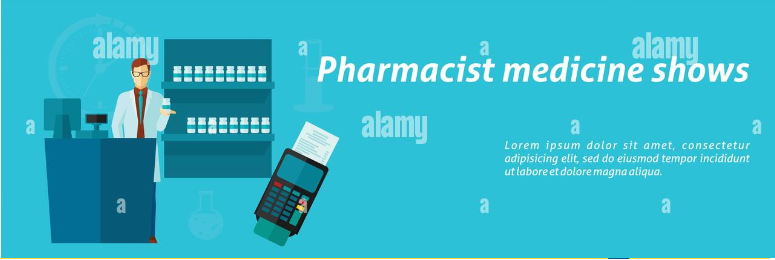 alamy
a
a
alamy
Pharmacist medicine shows
a
alamy
a
a
Lorem ipsum dolor sIt amet, consectetur
adipisicing elit, sed do eiusmod tempor incididunt
ut labore et dolore magna aliqua.
a
a
a